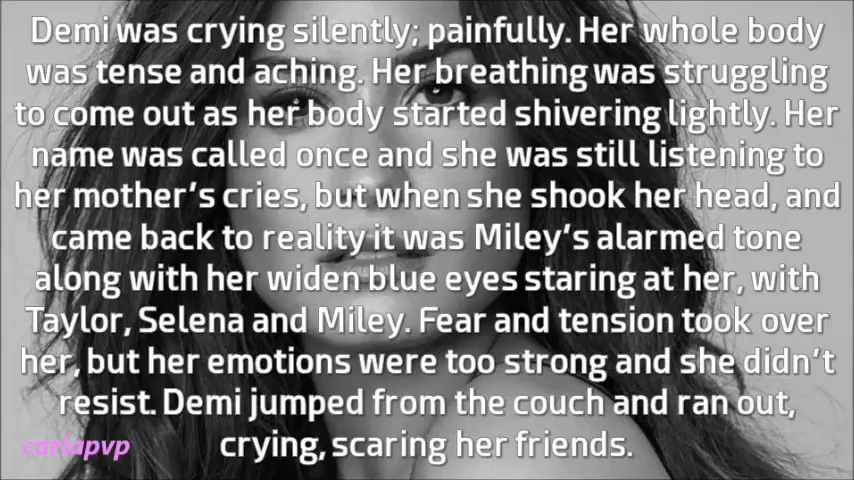 Demi was crying silently; painfully. Her whole body
was tense and aching. Her breathing was struggling
to come out as her body started shivering lightly. Her
name was called once and she was still listening to
her mother's cries, but when she shook her head, and
came back to reality it was Miley's alarmed tone
along with her widen blue eyes staring at her, with
Taylor, Selena and Miley. Fear and tension took over
her, but her emotions were too strong and she didn't
resist. Demi jumped from the couch and ran out,
crying, scaring her friends.
carlapvp